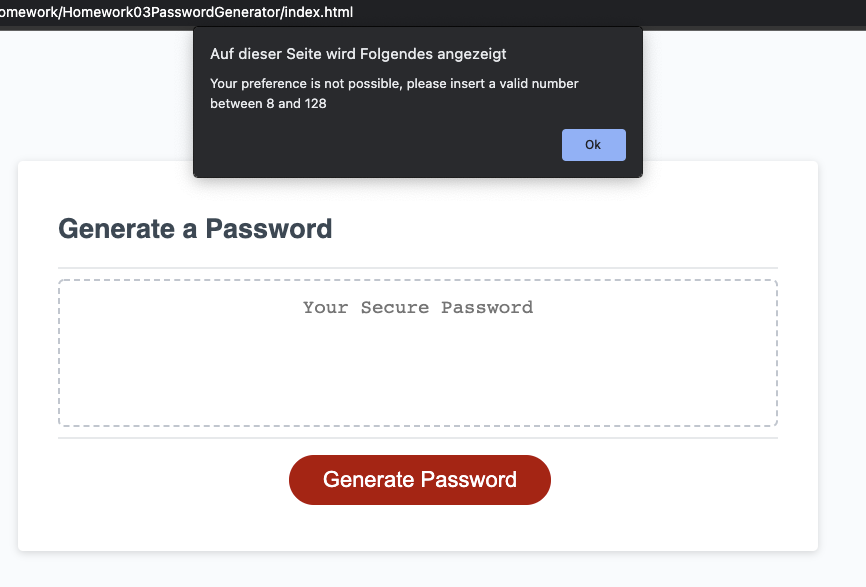 omework/Homework03PasswordGenerator/index.html
Auf dieser Seite wird Folgendes angezeigt
Your preference is not possible, please insert a valid number
between 8 and 128
Ok
Generate a Password
Your Secure Password
Generate Password